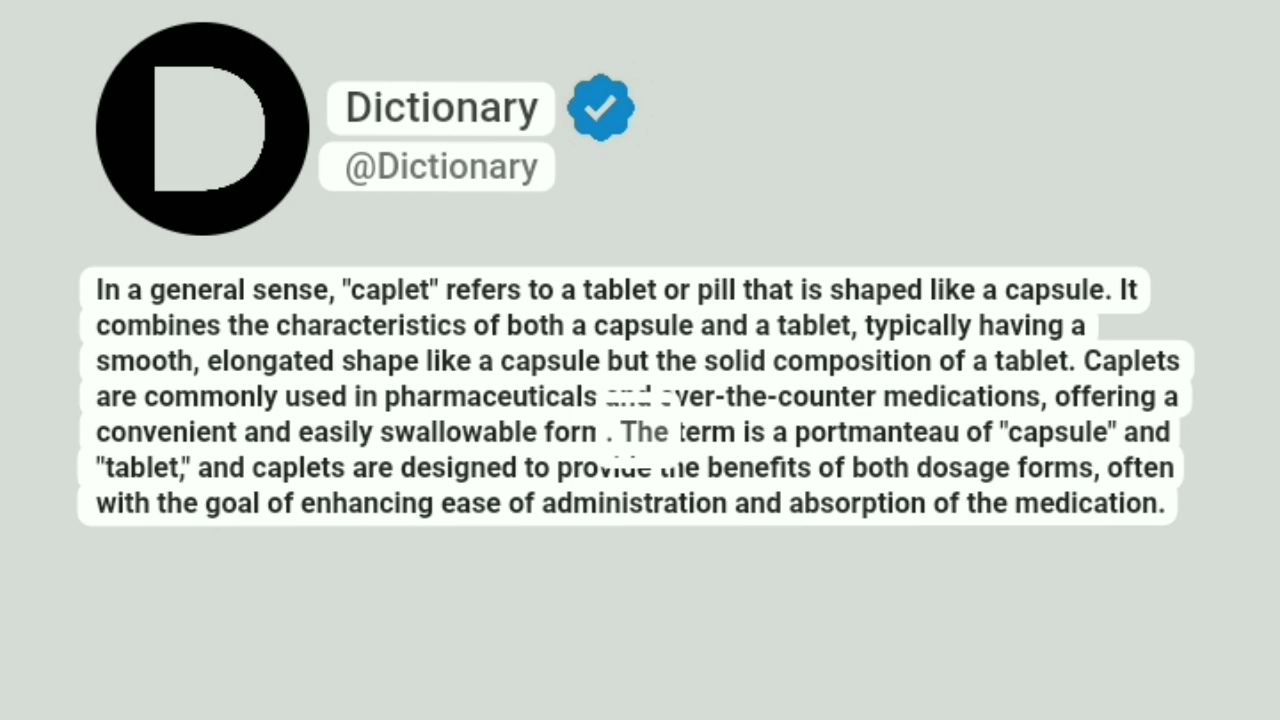 D
Dictionary
@Dictionary
In a general sense, "caplet" refers to a tablet or pill that is shaped like a capsule. It
combines the characteristics of both a capsule and a tablet, typically having a
smooth, elongated shape like a capsule but the solid composition of a tablet. Caplets
are commonly used in pharmaceuticals and over-the-counter medications, offering a
convenient and easily swallowable form. The term is a portmanteau of "capsule" and
"tablet," and caplets are designed to provide the benefits of both dosage forms, often
with the goal of enhancing ease of administration and absorption of the medication.